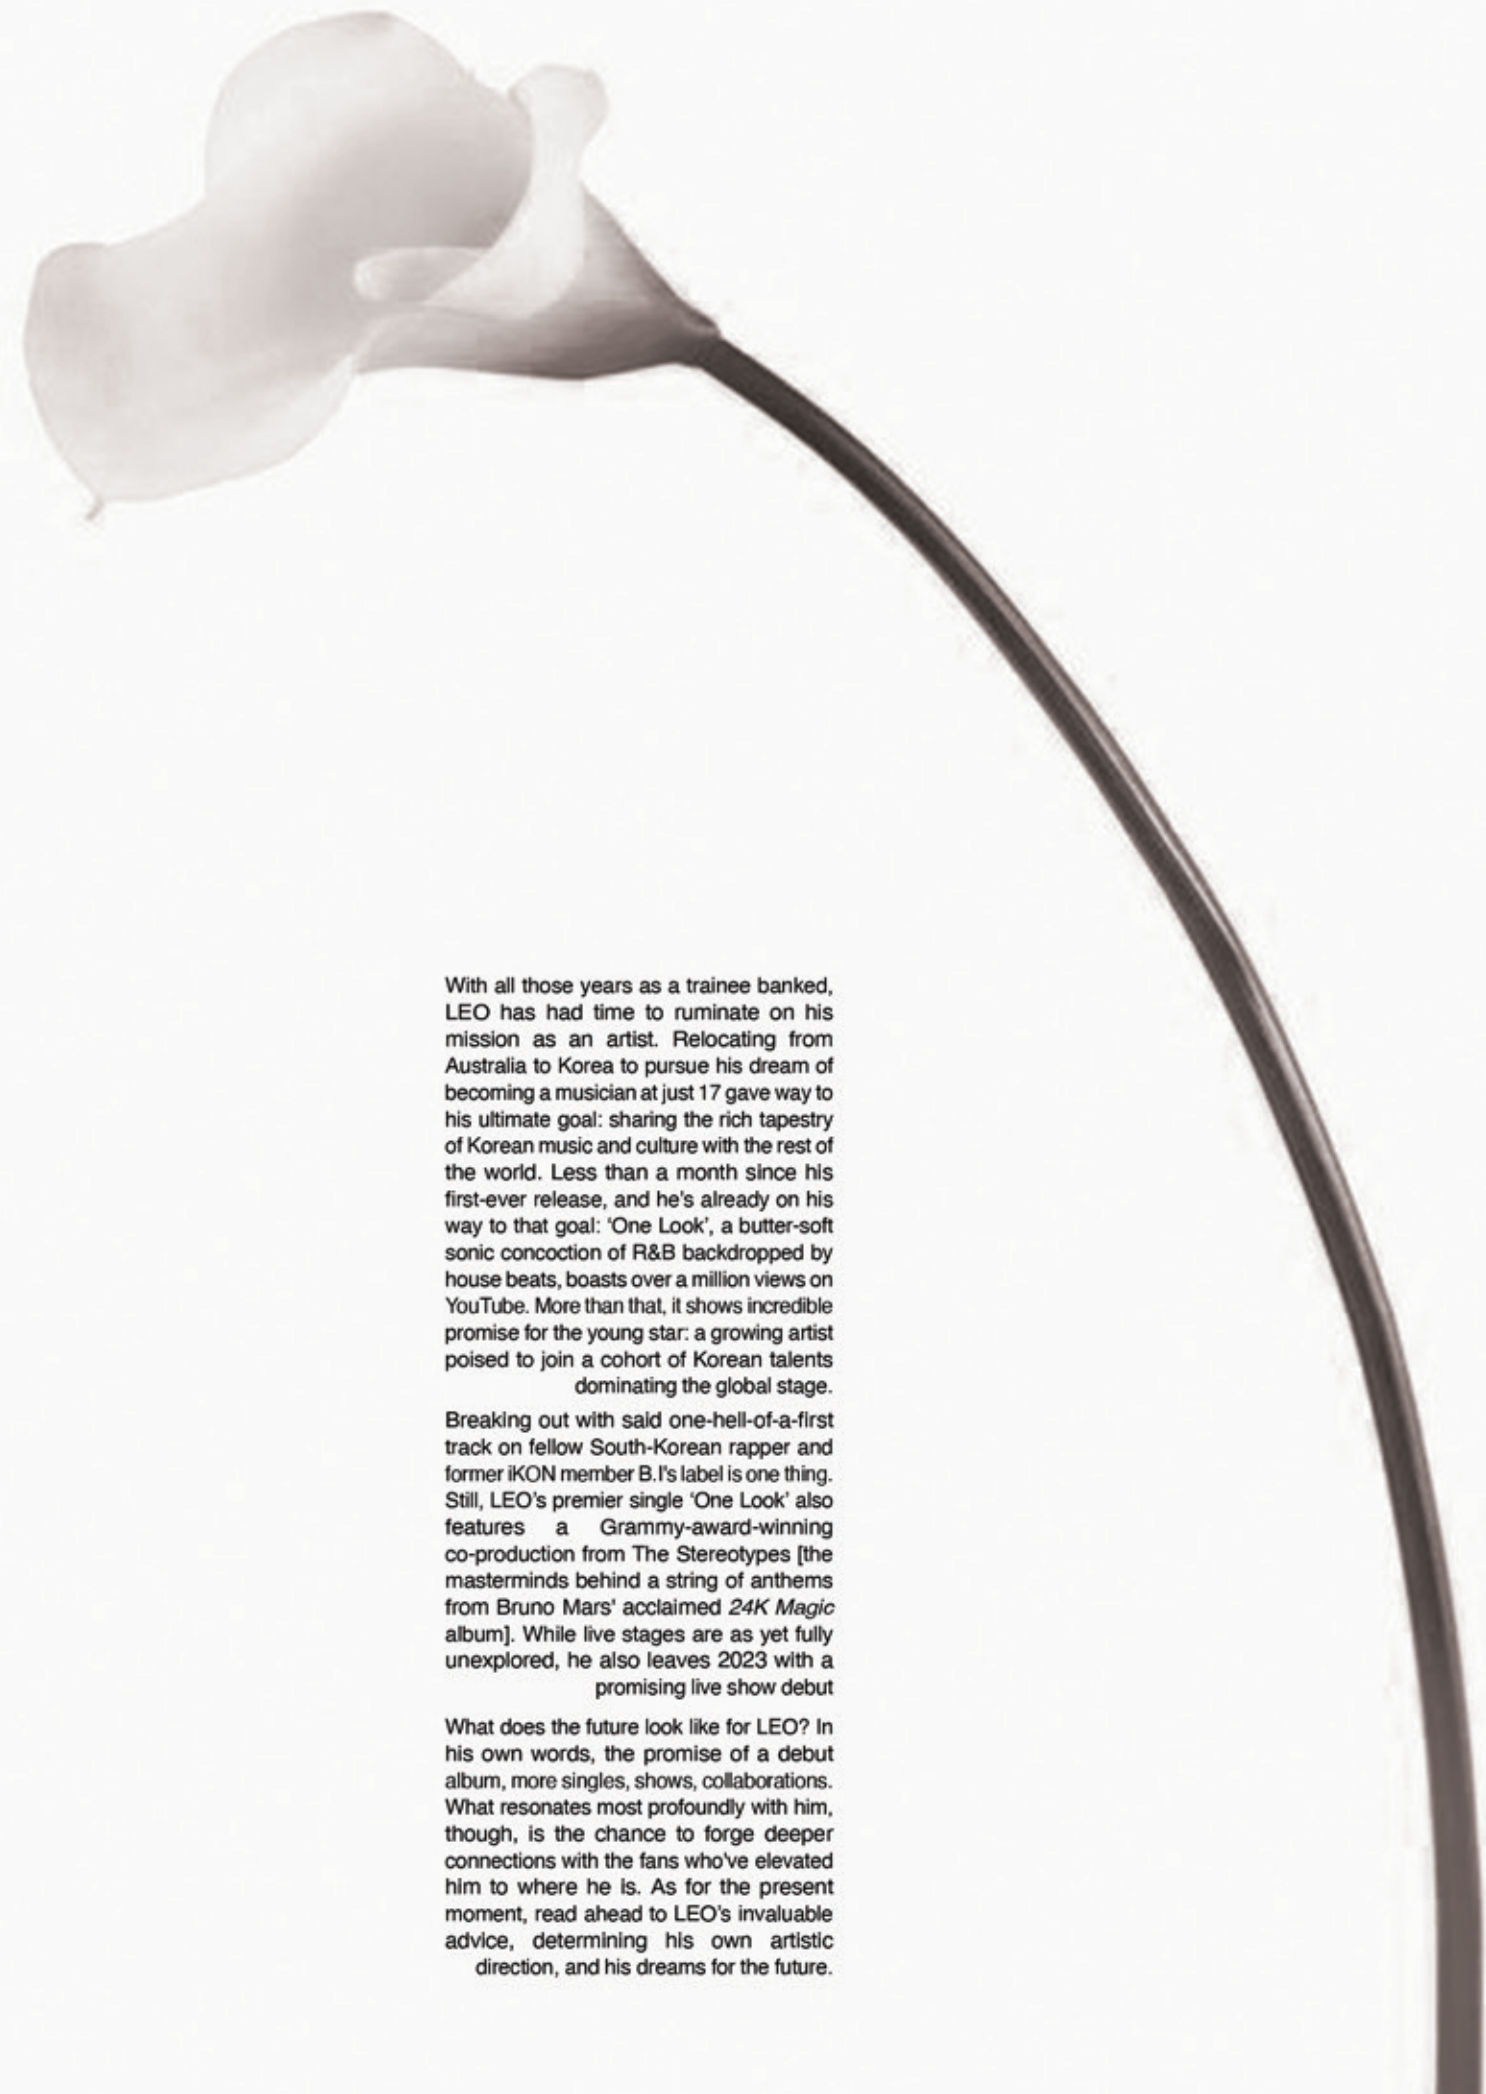 With all those years as a trainee banked,
LEO has had time to ruminate on his
mission as an artist. Relocating from
Australia to Korea to pursue his dream of
becoming a musician at just 17 gave way to
his ultimate goal: sharing the rich tapestry
of Korean music and culture with the rest of
the world. Less than a month since his
first-ever release, and he's already on his
way to that goal: ‘One Look’, a butter-soft
sonic concoction of R&B backdropped by
house beats, boasts over a million views on
YouTube. More than that, it shows incredible
promise for the young star: a growing artist
poised to join a cohort of Korean talents
dominating the global stage.
Breaking out with said one-hell-of-a-first
track on fellow South-Korean rapper and
former iKON member B.I's label is one thing.
Still, LEO’s premier single ‘One Look’ also
features a Grammy-award-winning
co-production from The Stereotypes [the
masterminds behind a string of anthems
from Bruno Mars' acclaimed 24K Magic
album]. While live stages are as yet fully
unexplored, he also leaves 2023 with a
promising live show debut
What does the future look like for LEO? In
his own words, the promise of a debut
album, more singles, shows, collaborations.
What resonates most profoundly with him,
though, is the chance to forge deeper
connections with the fans who've elevated
him to where he is. As for the present
moment, read ahead to LEO’s invaluable
advice, determining his own artistic
direction, and his dreams for the future.